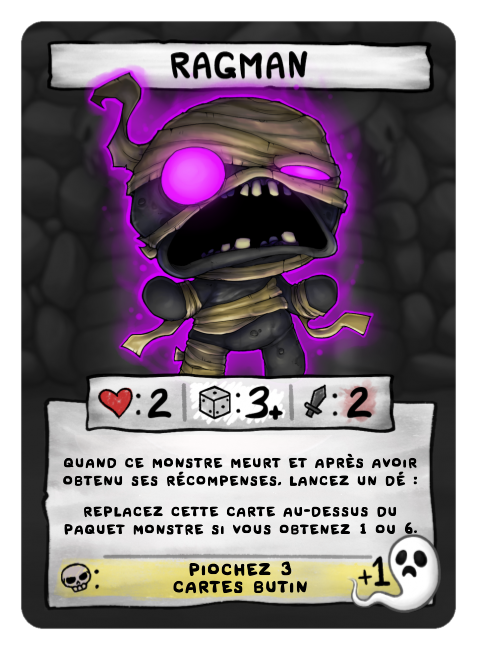 RAGMAN
:2 :3+ :2
QUAND CE MONSTRE MEURT ET APRÈS AVOIR
OBTENU SES RÉCOMPENSES, LANCEZ UN DÉ :
REPLACEZ CETTE CARTE AU-DESSUS DU
PAQUET MONSTRE SI VOUS OBTENEZ 1 OU 6.
: PIOCHEZ 3
CARTES BUTIN
+1